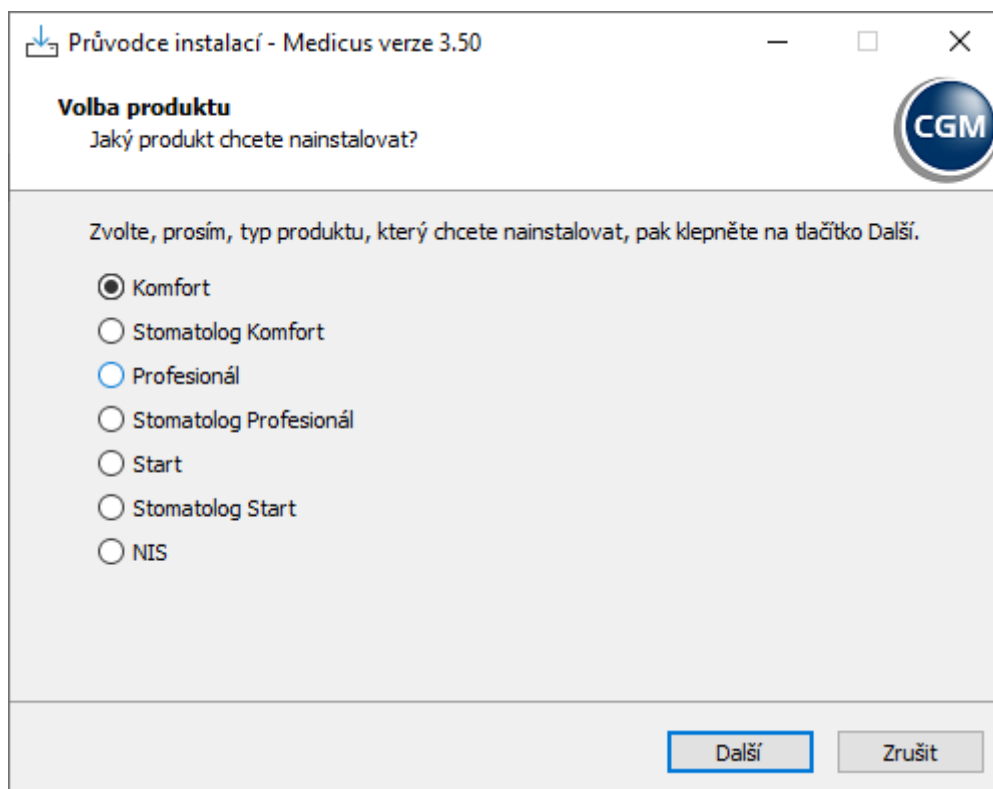 Průvodce instalací - Medicus verze 3.50
Volba produktu
Jaký produkt chcete nainstalovat?
CGM
Zvolte, prosím, typ produktu, který chcete nainstalovat, pak klepněte na tlačítko Další.
Komfort
Stomatolog Komfort
Profesionál
Stomatolog Profesionál
Start
Stomatolog Start
NIS
Další
Zrušit